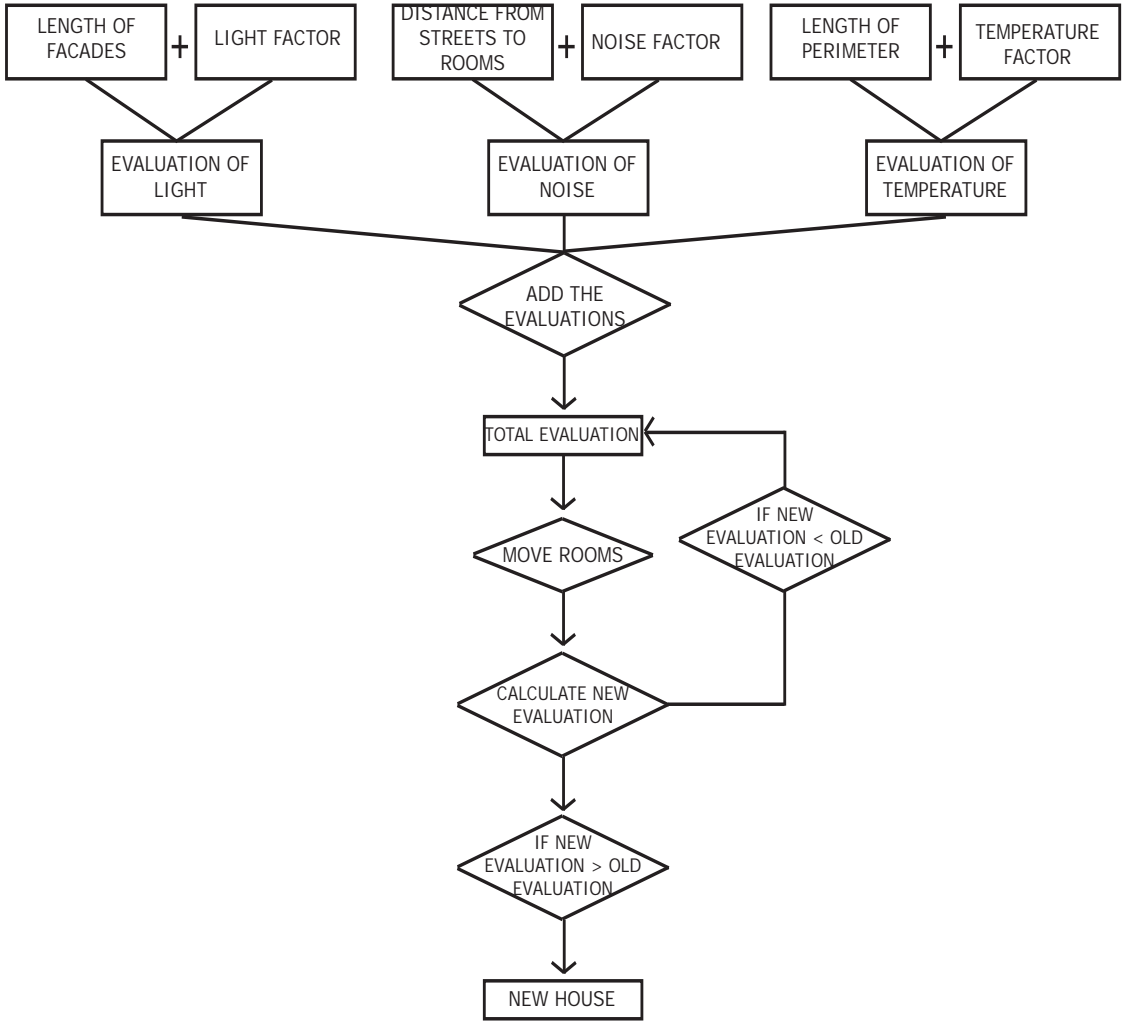 LENGTH OF
FACADES
+
LIGHT FACTOR
DISTANCE FROM
STREETS TO
ROOMS
+
NOISE FACTOR
LENGTH OF
PERIMETER
+
TEMPERATURE
FACTOR
EVALUATION OF
LIGHT
EVALUATION OF
NOISE
EVALUATION OF
TEMPERATURE
ADD THE
EVALUATIONS
TOTAL EVALUATION
IF NEW
EVALUATION < OLD
EVALUATION
MOVE ROOMS
CALCULATE NEW
EVALUATION
IF NEW
EVALUATION > OLD
EVALUATION
NEW HOUSE